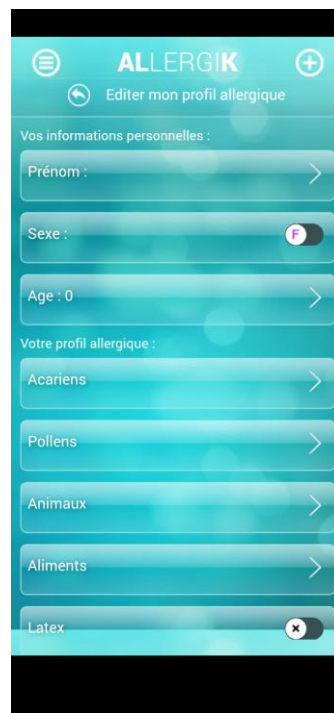 ALLERGIK
Editer mon profil allergique
Vos informations personnelles :
Prénom :
Sexe : F
Age : 0
Votre profil allergique :
Acariens
Pollens
Animaux
Aliments
Latex